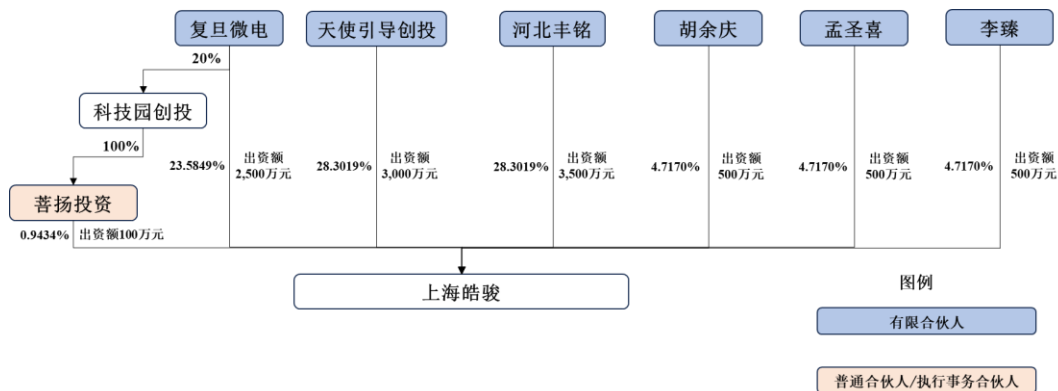 复旦微电
天使引导创投
河北丰铭
胡余庆
孟圣喜
李臻
20%
科技园创投
100%
23.5849%
出资额
2,500万元
28.3019%
出资额
3,000万元
28.3019%
出资额
3,500万元
4.7170%
出资额
500万元
4.7170%
出资额
500万元
4.7170%
出资额
500万元
菩扬投资
0.9434%
出资额100万元
上海皓骏
图例
有限合伙人
普通合伙人/执行事务合伙人